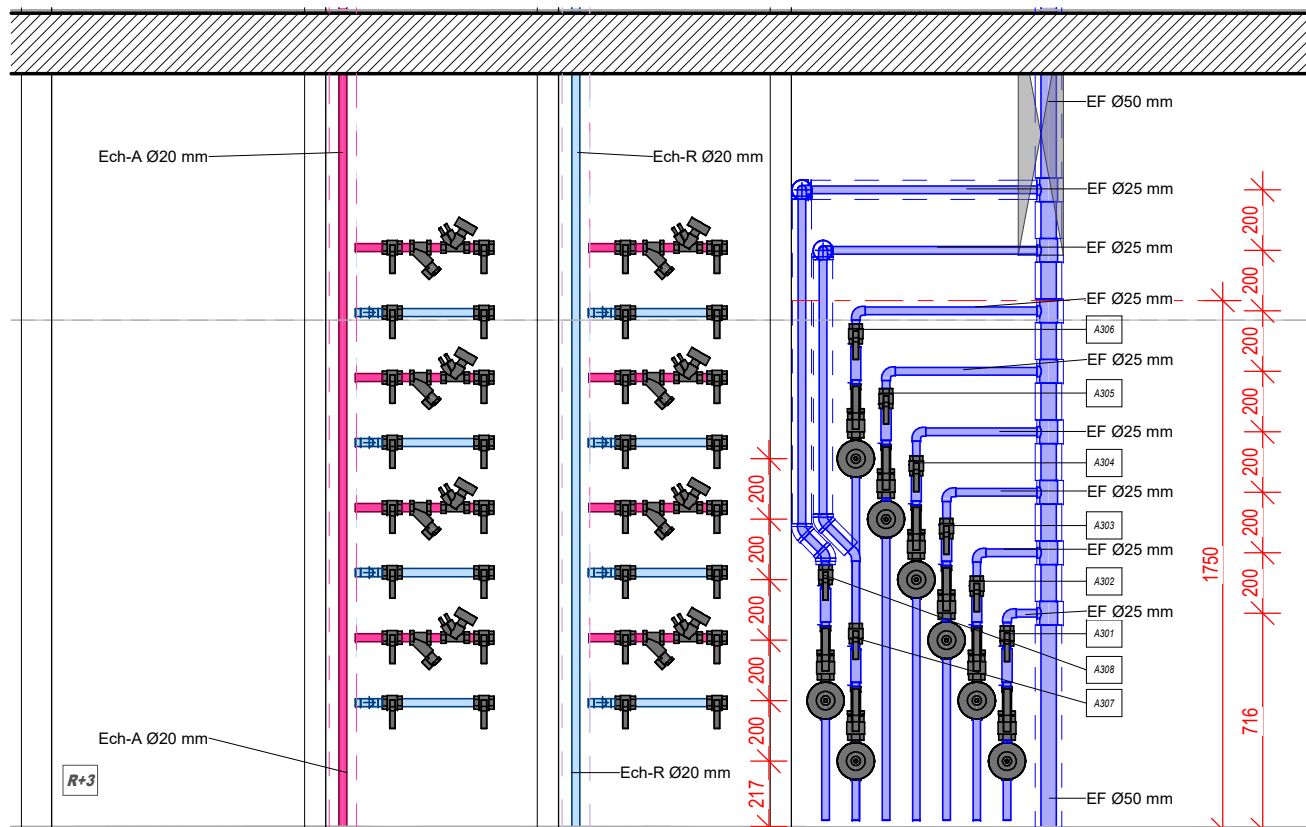 EF Ø50 mm
Ech-A Ø20 mm
Ech-R Ø20 mm
EF Ø25 mm
200
EF Ø25 mm
200
EF Ø25 mm
A306
200
EF Ø25 mm
A305
200
EF Ø25 mm
A304
200
EF Ø25 mm
A303
200
EF Ø25 mm
A302
200
EF Ø25 mm
A301
A308
A307
1750
716
200
200
200
200
200
217
Ech-A Ø20 mm
Ech-R Ø20 mm
R+3
EF Ø50 mm